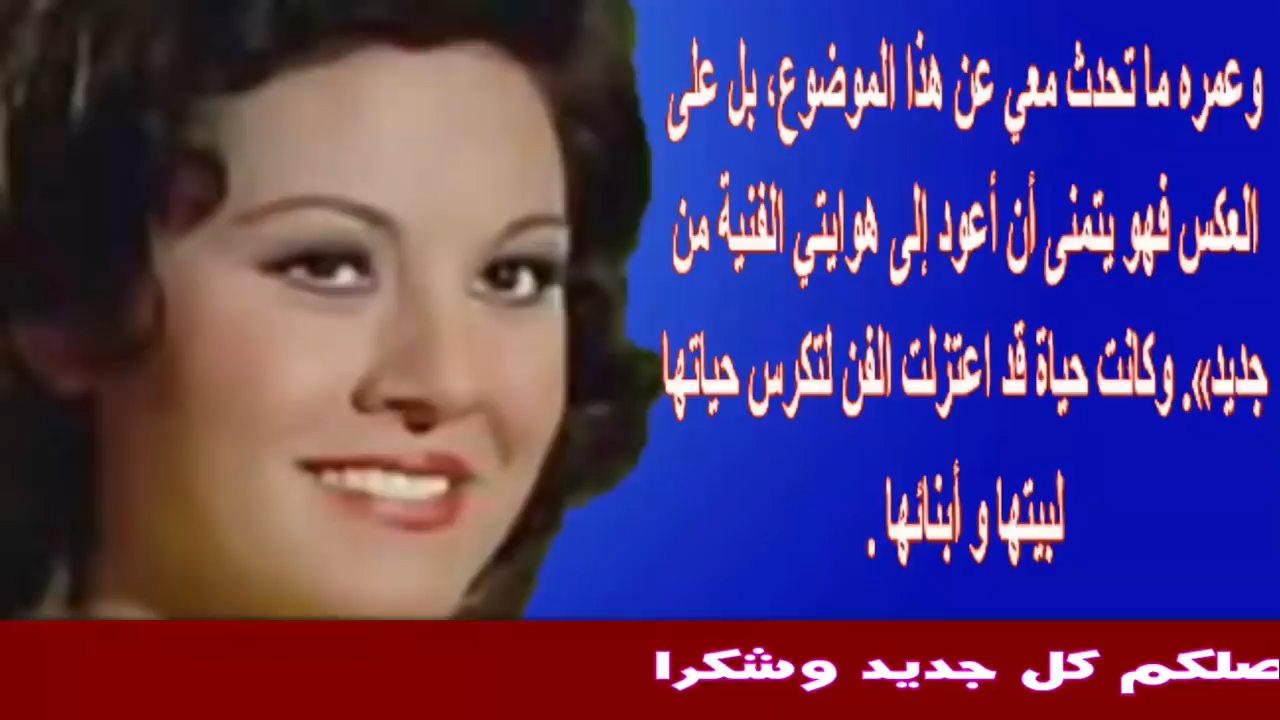 وعمره ما تحدث معي عن هذا الموضوع، بل على
العكس فهو يتمنى أن أعود إلى هوايتي الفنية من
جديد». وكانت حياة قد اعتزلت الفن لتكرس حياتها
لبيتها و أبنائها .
كل جديد وشكرا